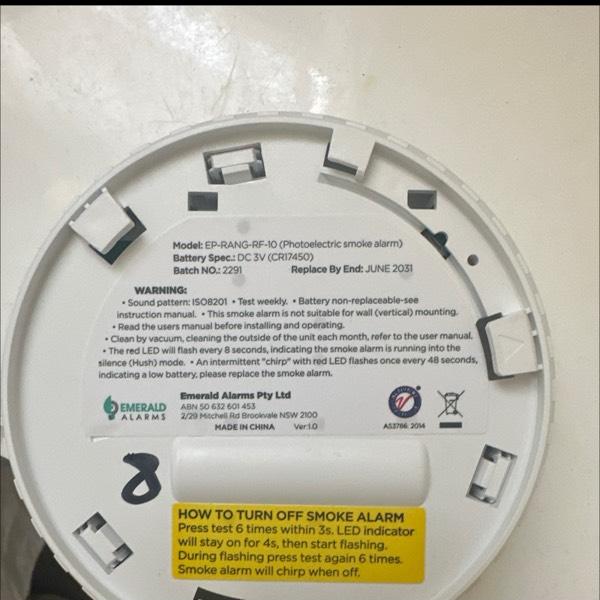 Model: EP-RANG-RF-10 (Photoelectric smoke alarm)
Battery Spec.: DC 3V (CR17450)
Batch NO.: 2291 Replace By End: JUNE 2031
WARNING:
• Sound pattern: ISO8201 • Test weekly. • Battery non-replaceable-see
instruction manual. • This smoke alarm is not suitable for wall (vertical) mounting.
• Read the users manual before installing and operating.
• Clean by vacuum, cleaning the outside of the unit each month, refer to the user manual.
• The red LED will flash every 8 seconds, indicating the smoke alarm is running into the
silence (Hush) mode. • An intermittent "chirp" with red LED flashes once every 48 seconds,
indicating a low battery, please replace the smoke alarm.
EMERALD
ALARMS
Emerald Alarms Pty Ltd
ABN 50 632 601 453
2/29 Mitchell Rd Brookvale NSW 2100
MADE IN CHINA Ver:1.0
AS3786: 2014
8
HOW TO TURN OFF SMOKE ALARM
Press test 6 times within 3s. LED indicator
will stay on for 4s, then start flashing.
During flashing press test again 6 times.
Smoke alarm will chirp when off.